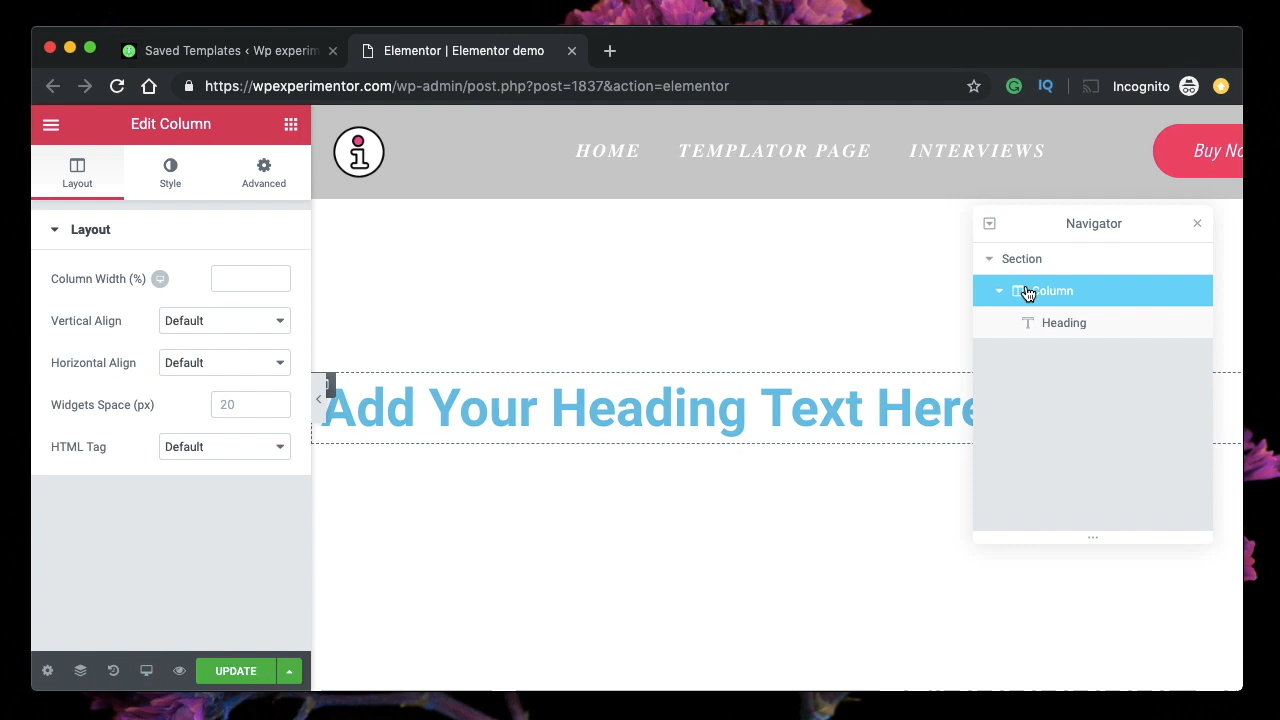 Saved Templates ‹ Wp experim
Elementor | Elementor demo
https://wpexperimentor.com/wp-admin/post.php?post=1837&action=elementor
IQ
Incognito
Edit Column
HOME
TEMPLATOR PAGE
INTERVIEWS
Buy No
Layout
Style
Advanced
Layout
Column Width (%)
Vertical Align
Default
Horizontal Align
Default
Widgets Space (px)
20
HTML Tag
Default
Add Your Heading Text Here
Navigator
Section
Column
Heading
UPDATE